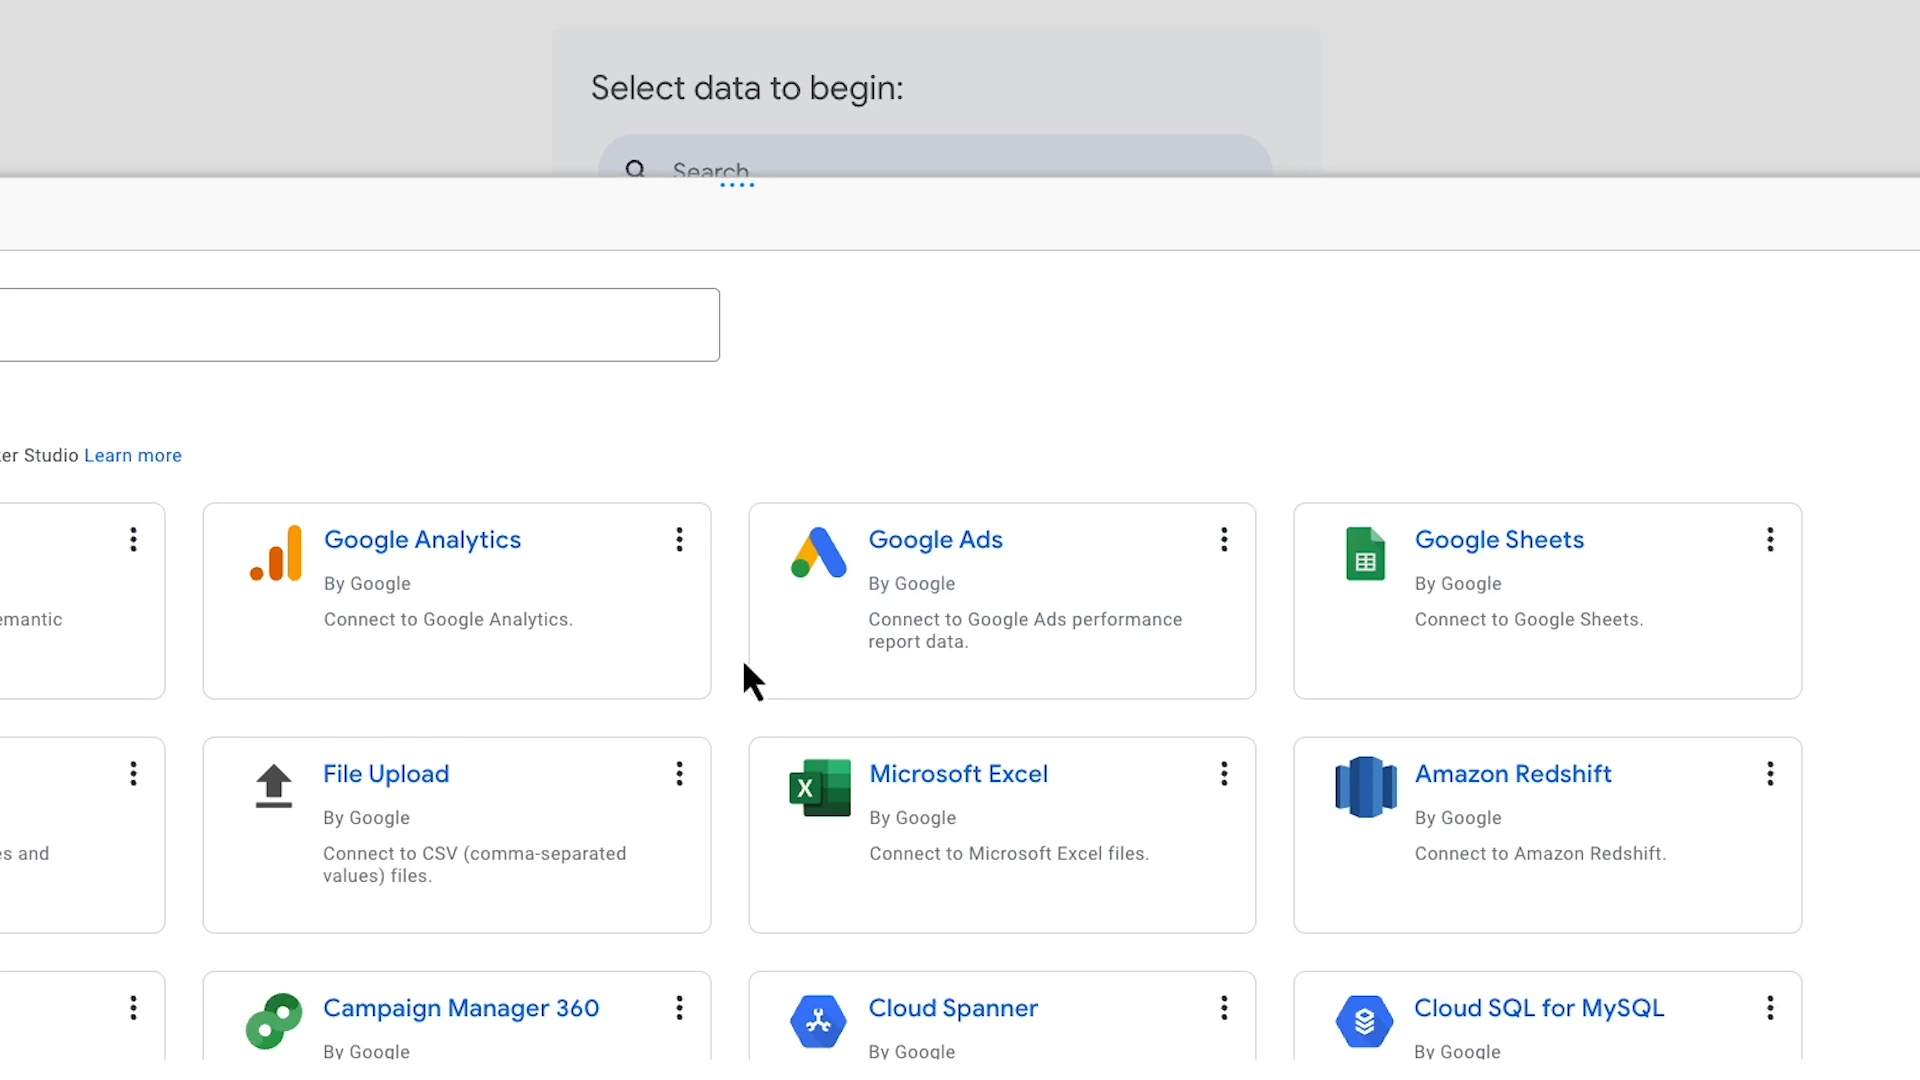 Select data to begin:
Search
er Studio Learn more
Google Analytics
By Google
Connect to Google Analytics.
Google Ads
By Google
Connect to Google Ads performance
report data.
Google Sheets
By Google
Connect to Google Sheets.
emantic
File Upload
By Google
Connect to CSV (comma-separated
values) files.
Microsoft Excel
By Google
Connect to Microsoft Excel files.
Amazon Redshift
By Google
Connect to Amazon Redshift.
es and
Campaign Manager 360
By Google
Cloud Spanner
By Google
Cloud SQL for MySQL
By Google